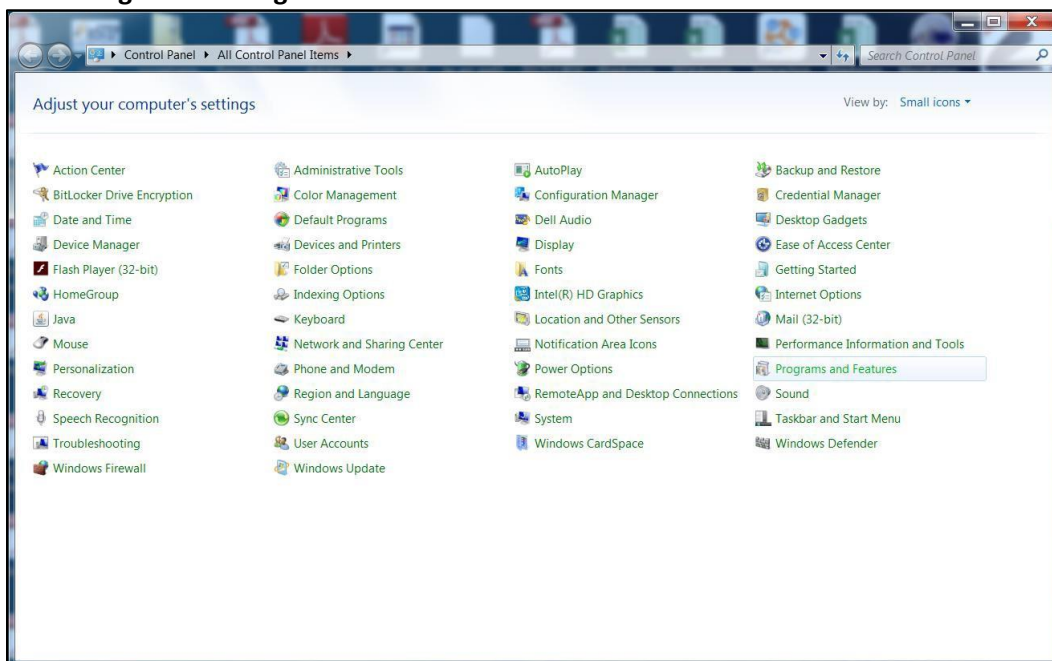 Control Panel ▸ All Control Panel Items ▸ Search Control Panel
Adjust your computer's settings
View by: Small icons
Action Center Administrative Tools AutoPlay Backup and Restore
BitLocker Drive Encryption Color Management Configuration Manager Credential Manager
Date and Time Default Programs Dell Audio Desktop Gadgets
Device Manager Devices and Printers Display Ease of Access Center
Flash Player (32-bit) Folder Options Fonts Getting Started
HomeGroup Indexing Options Intel(R) HD Graphics Internet Options
Java Keyboard Location and Other Sensors Mail (32-bit)
Mouse Network and Sharing Center Notification Area Icons Performance Information and Tools
Personalization Phone and Modem Power Options Programs and Features
Recovery Region and Language RemoteApp and Desktop Connections Sound
Speech Recognition Sync Center System Taskbar and Start Menu
Troubleshooting User Accounts Windows CardSpace Windows Defender
Windows Firewall Windows Update